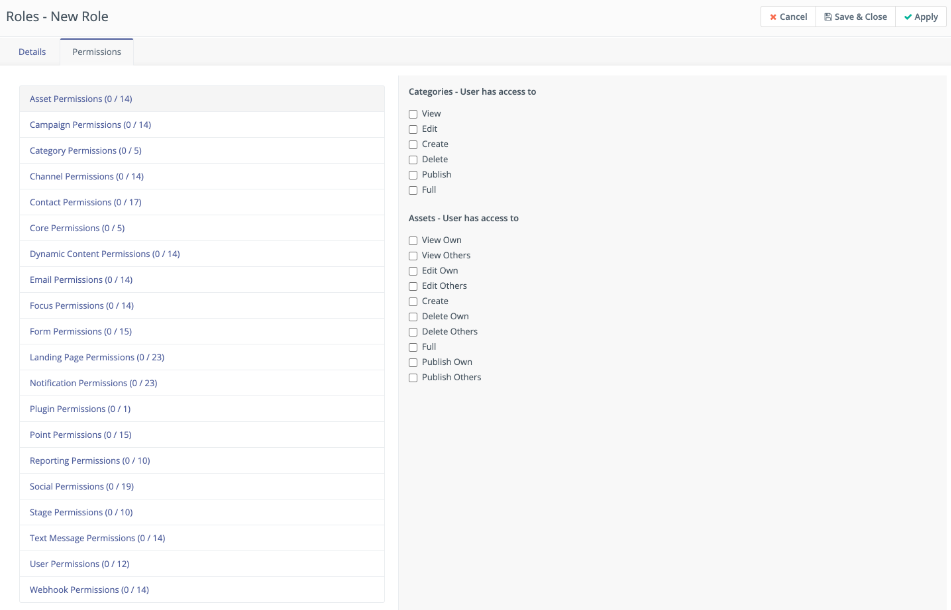 Roles - New Role
Cancel
Save & Close
Apply
Details
Permissions
Asset Permissions (0 / 14)
Campaign Permissions (0 / 14)
Category Permissions (0 / 5)
Channel Permissions (0 / 14)
Contact Permissions (0 / 17)
Core Permissions (0 / 5)
Dynamic Content Permissions (0 / 14)
Email Permissions (0 / 14)
Focus Permissions (0 / 14)
Form Permissions (0 / 15)
Landing Page Permissions (0 / 23)
Notification Permissions (0 / 23)
Plugin Permissions (0 / 1)
Point Permissions (0 / 15)
Reporting Permissions (0 / 10)
Social Permissions (0 / 19)
Stage Permissions (0 / 10)
Text Message Permissions (0 / 14)
User Permissions (0 / 12)
Webhook Permissions (0 / 14)
Categories - User has access to
View
Edit
Create
Delete
Publish
Full
Assets - User has access to
View Own
View Others
Edit Own
Edit Others
Create
Delete Own
Delete Others
Full
Publish Own
Publish Others